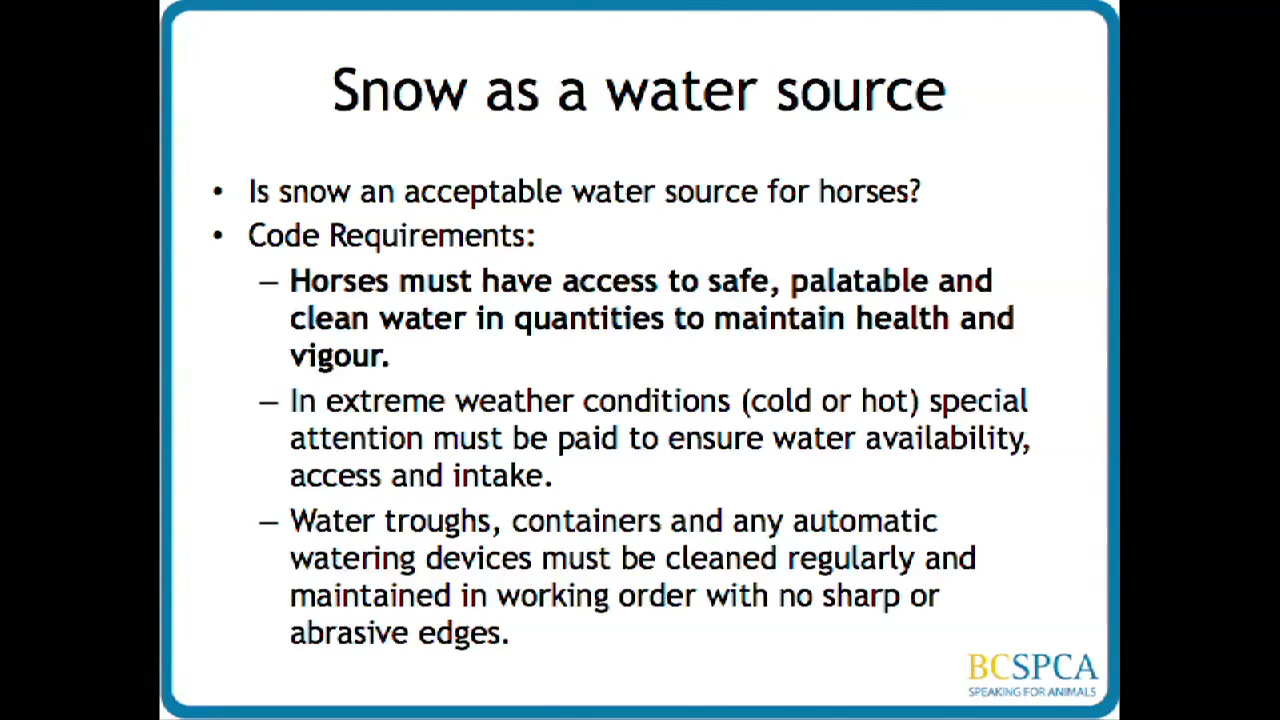 Snow as a water source
• Is snow an acceptable water source for horses?
• Code Requirements:
– Horses must have access to safe, palatable and
clean water in quantities to maintain health and
vigour.
– In extreme weather conditions (cold or hot) special
attention must be paid to ensure water availability,
access and intake.
– Water troughs, containers and any automatic
watering devices must be cleaned regularly and
maintained in working order with no sharp or
abrasive edges.
BCSPCA
SPEAKING FOR ANIMALS